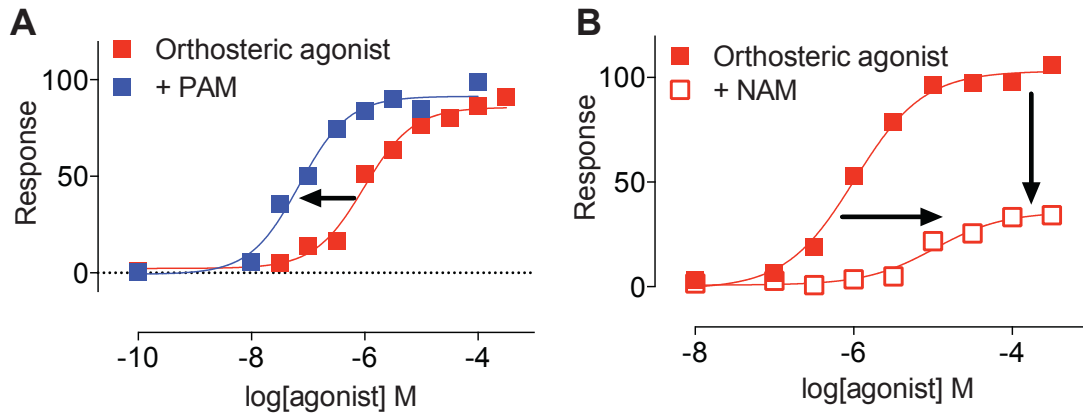 A
Orthosteric agonist
+ PAM
100
50
0
Response
-10 -8 -6 -4
log[agonist] M
B
Orthosteric agonist
+ NAM
100
50
0
Response
-8 -6 -4
log[agonist] M